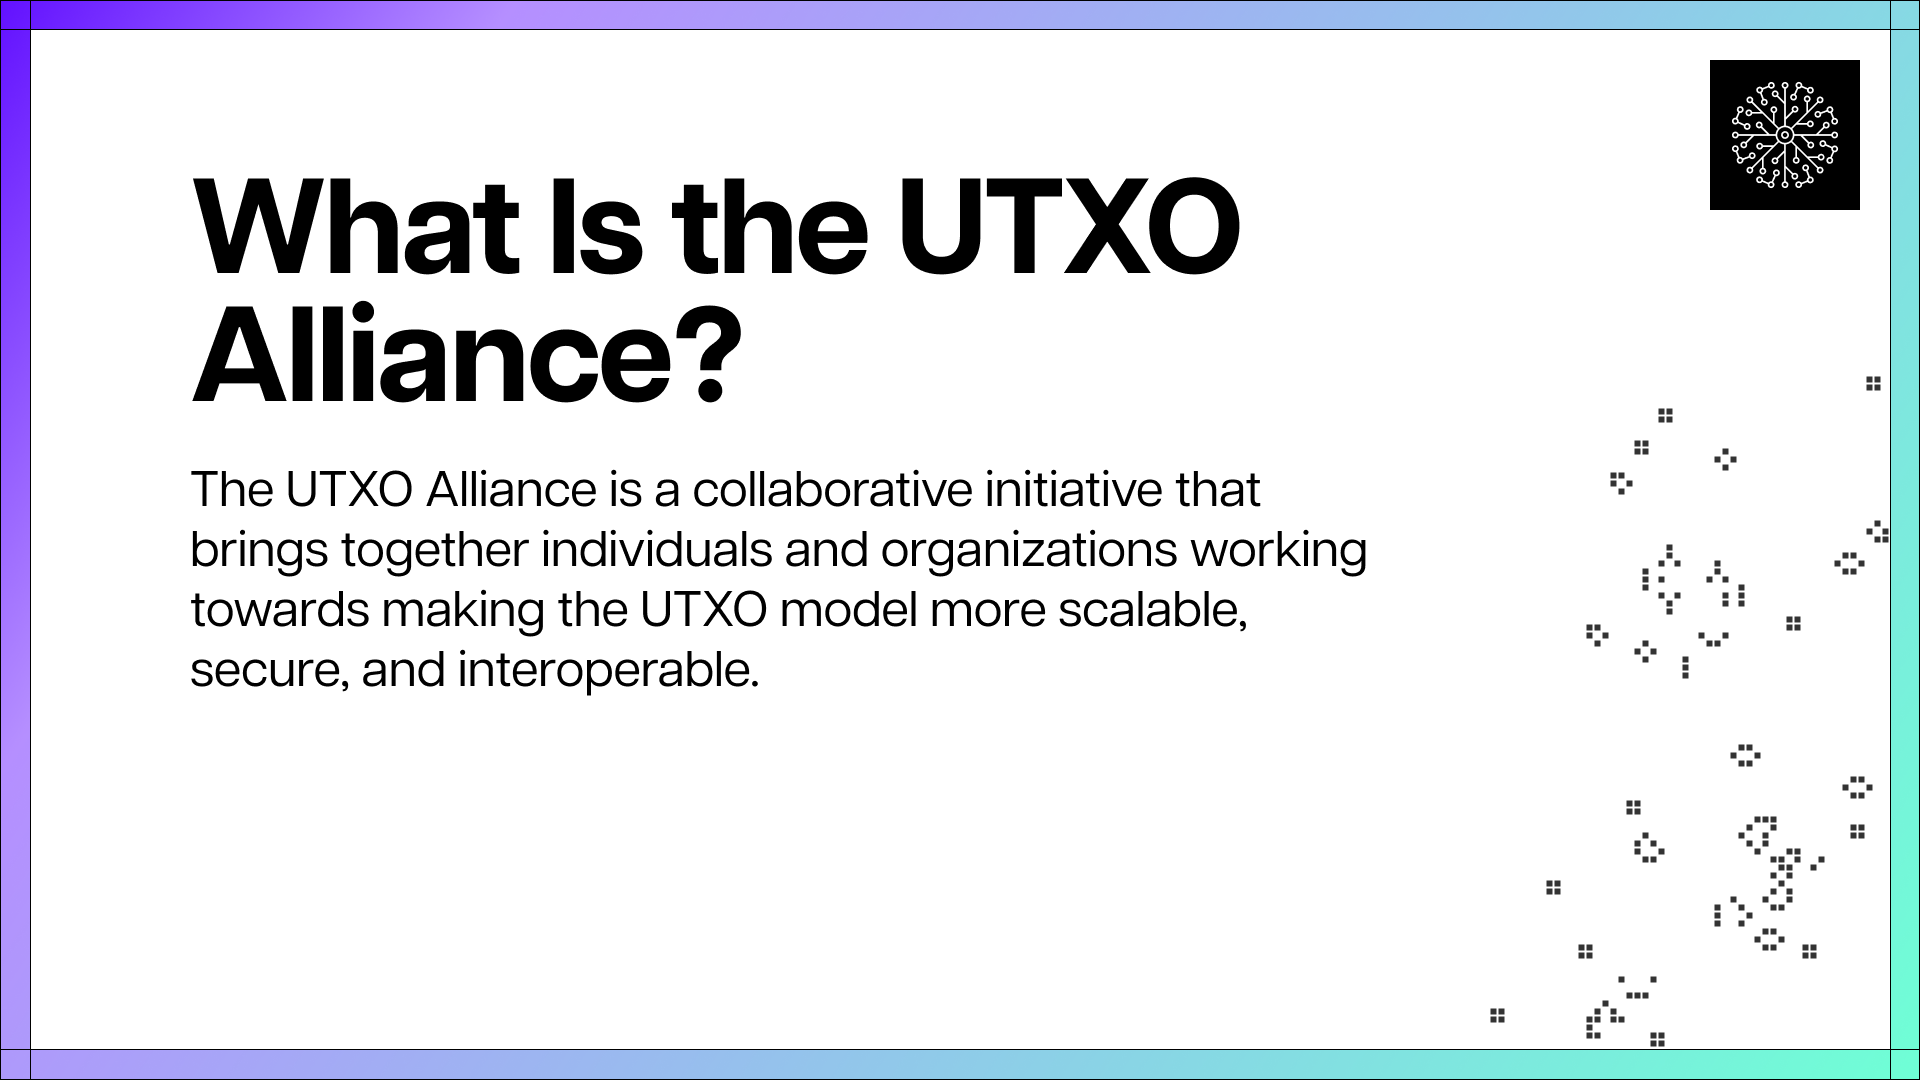 What Is the UTXO
Alliance?
The UTXO Alliance is a collaborative initiative that
brings together individuals and organizations working
towards making the UTXO model more scalable,
secure, and interoperable.